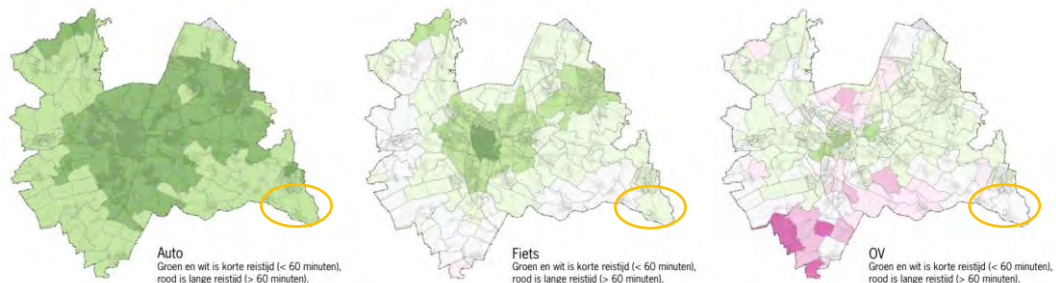 Auto
Groen en wit is korte reistijd (< 60 minuten),
rood is lange reistijd (> 60 minuten).
Fiets
Groen en wit is korte reistijd (< 60 minuten),
rood is lange reistijd (> 60 minuten).
OV
Groen en wit is korte reistijd (< 60 minuten),
rood is lange reistijd (> 60 minuten).